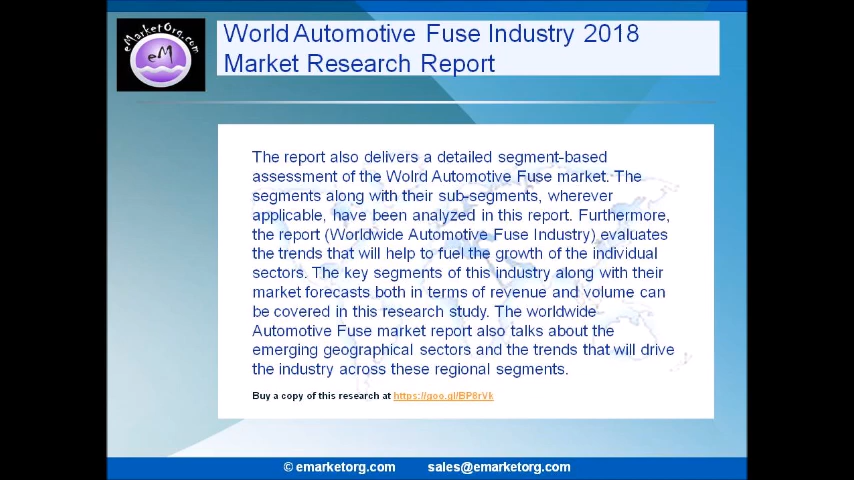 eMarketOrg.com
eM
World Automotive Fuse Industry 2018
Market Research Report
The report also delivers a detailed segment-based
assessment of the Wolrd Automotive Fuse market. The
segments along with their sub-segments, wherever
applicable, have been analyzed in this report. Furthermore,
the report (Worldwide Automotive Fuse Industry) evaluates
the trends that will help to fuel the growth of the individual
sectors. The key segments of this industry along with their
market forecasts both in terms of revenue and volume can
be covered in this research study. The worldwide
Automotive Fuse market report also talks about the
emerging geographical sectors and the trends that will drive
the industry across these regional segments.
Buy a copy of this research at https://goo.gl/BP8rVk
© emarketorg.com sales@emarketorg.com